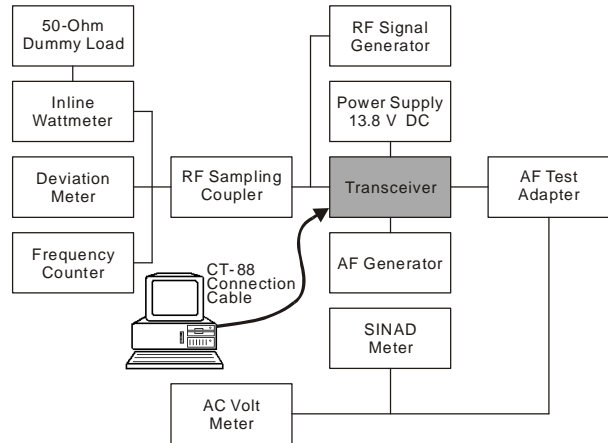 50-Ohm
Dummy Load
RF Signal
Generator
Inline
Wattmeter
Power Supply
13.8 V DC
Deviation
Meter
RF Sampling
Coupler
Transceiver
AF Test
Adapter
Frequency
Counter
CT-88
Connection
Cable
AF Generator
SINAD
Meter
AC Volt
Meter